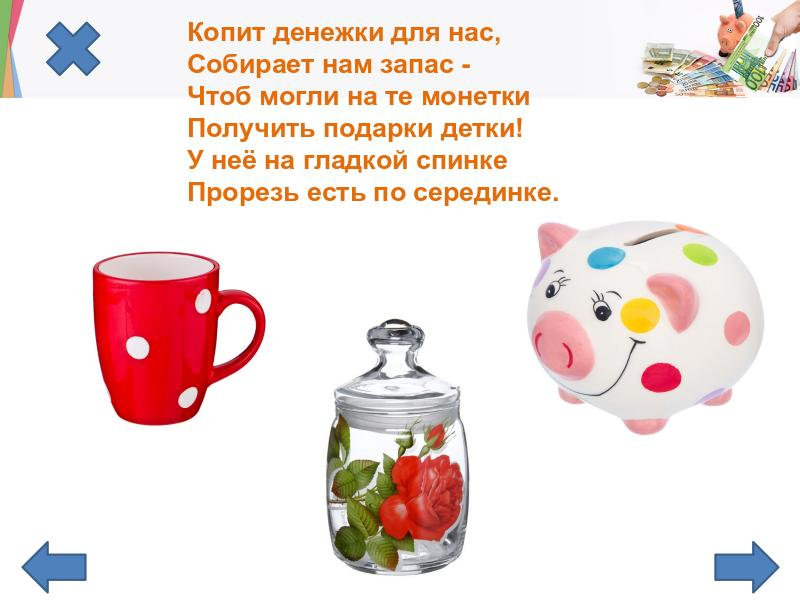 Копит денежки для нас,
Собирает нам запас -
Чтоб могли на те монетки
Получить подарки детки!
У неё на гладкой спинке
Прорезь есть по серединке.